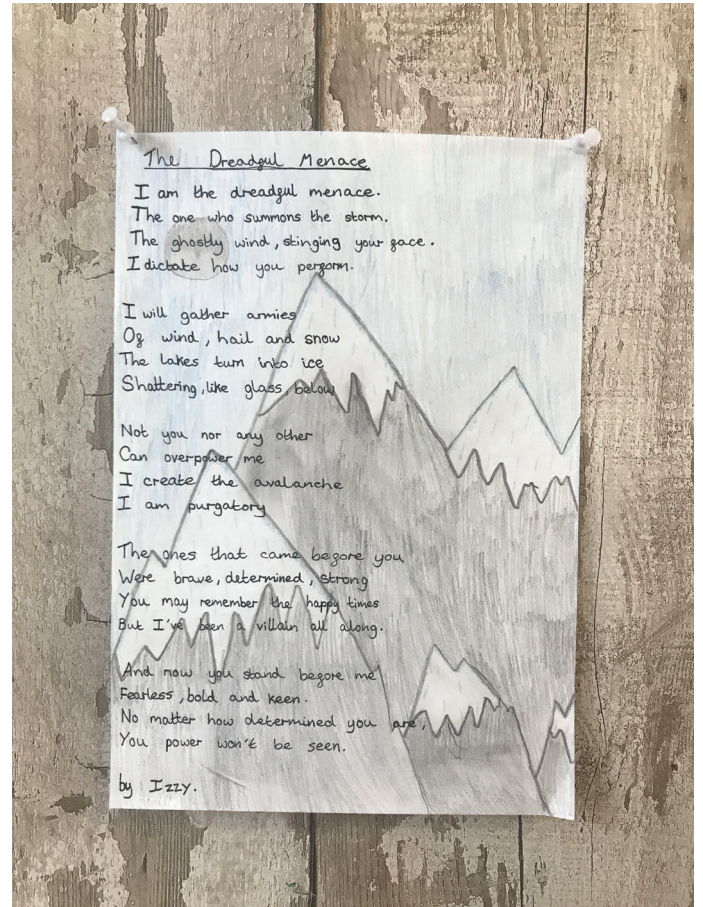 The Dreadful Menace
I am the dreadful menace.
The one who summons the storm.
The ghostly wind, stinging your face.
I dictate how you perform.
I will gather armies
Of wind, hail and snow
The lakes turn into ice
Shattering, like glass, below
Not you nor any other
Can overpower me
I create the avalanche
I am purgatory
The ones that came before you
Were brave, determined, strong
You may remember the happy times
But I've been a villain all along.
And now you stand before me
Fearless, bold and keen.
No matter how determined you are,
You power won't be seen.
by Izzy.